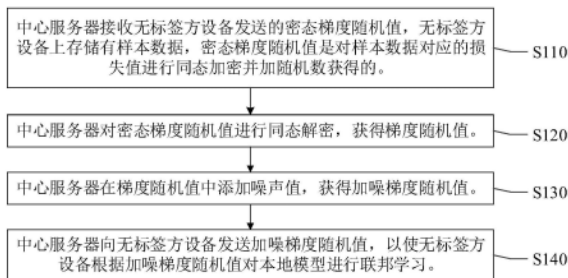 中心服务器接收无标签方设备发送的密态梯度随机值，无标签方
设备上存储有样本数据，密态梯度随机值是对样本数据对应的损
失值进行同态加密并加随机数获得的。
S110
中心服务器对密态梯度随机值进行同态解密，获得梯度随机值。
S120
中心服务器在梯度随机值中添加噪声值，获得加噪梯度随机值。
S130
中心服务器向无标签方设备发送加噪梯度随机值，以使无标签方
设备根据加噪梯度随机值对本地模型进行联邦学习。
S140